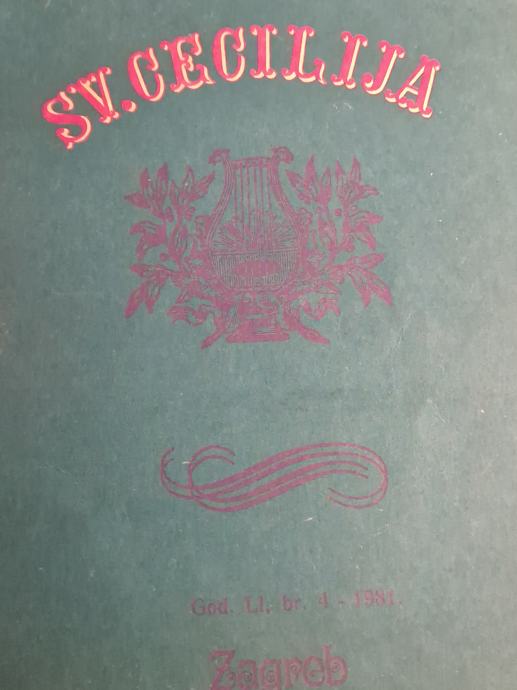 SV. CECILIJA
God. LI, br. 4 - 1981.
Zagreb